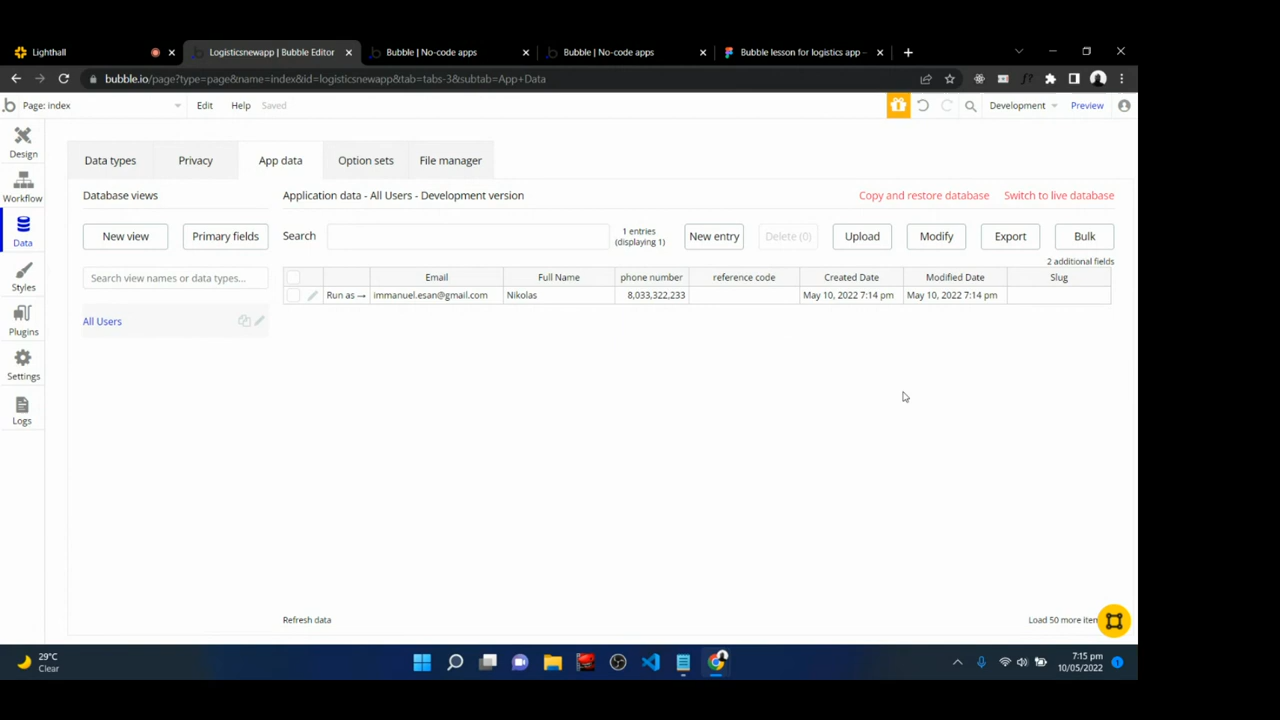 Lighthall
Logisticsnewapp | Bubble Editor
Bubble | No-code apps
Bubble | No-code apps
Bubble lesson for logistics app –
bubble.io/page?type=page&name=index&id=logisticsnewapp&tab=tabs-3&subtab=App+Data
Page: index
Edit
Help
Saved
Development
Preview
Design
Workflow
Data
Styles
Plugins
Settings
Logs
Data types
Privacy
App data
Option sets
File manager
Database views
Application data - All Users - Development version
Copy and restore database
Switch to live database
New view
Primary fields
Search
1 entries
(displaying 1)
New entry
Delete (0)
Upload
Modify
Export
Bulk
2 additional fields
Search view names or data types...
Email
Full Name
phone number
reference code
Created Date
Modified Date
Slug
Run as →
immanuel.esan@gmail.com
Nikolas
8,033,322,233
May 10, 2022 7:14 pm
May 10, 2022 7:14 pm
All Users
Refresh data
Load 50 more
29°C
Clear
7:15 pm
10/05/2022
1